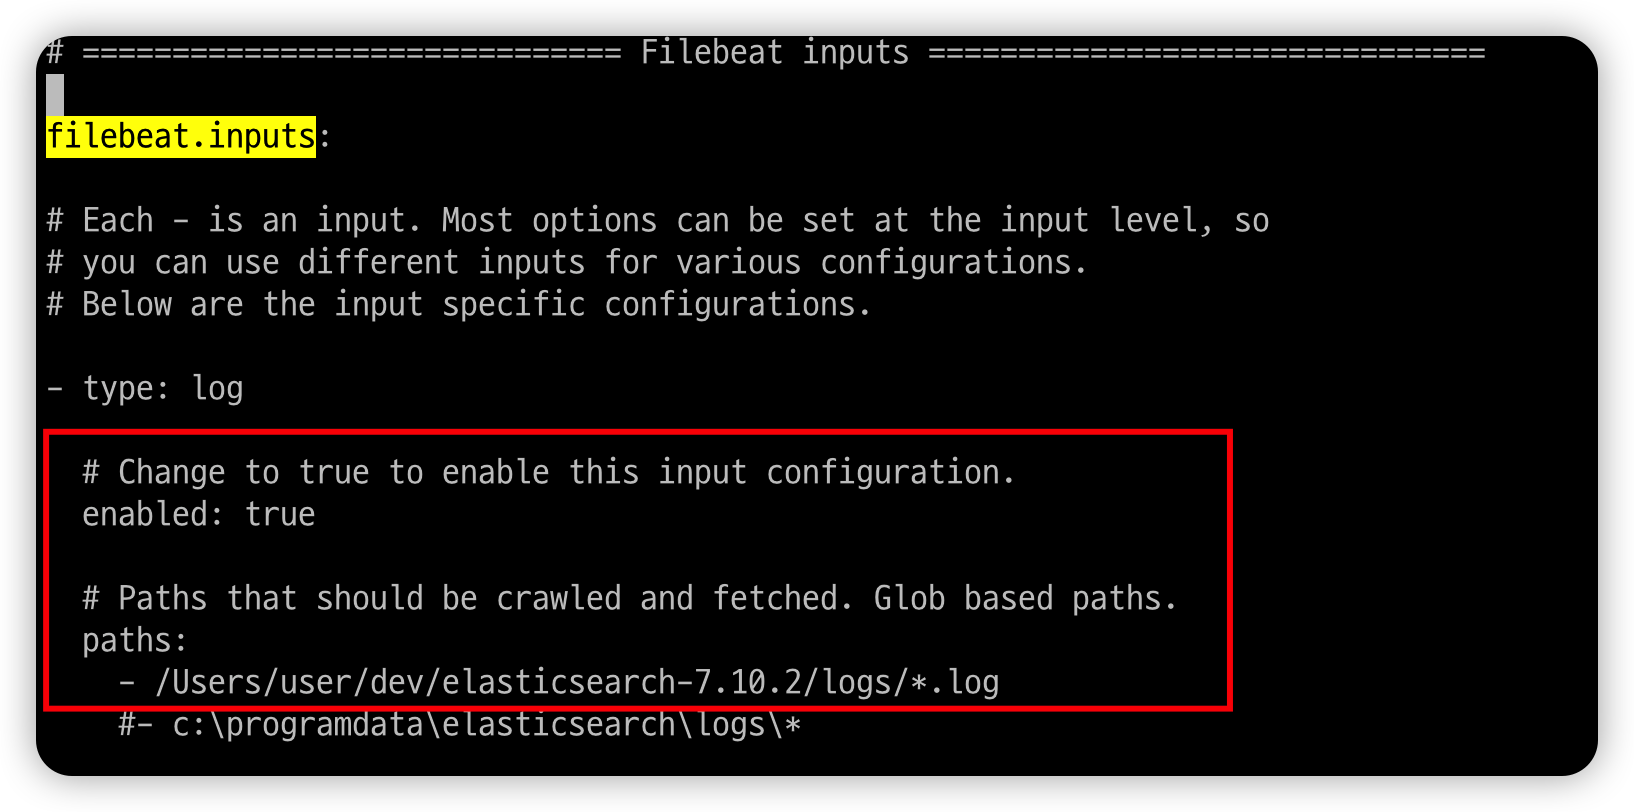 # ============================== Filebeat inputs ===============================
filebeat.inputs:
# Each - is an input. Most options can be set at the input level, so
# you can use different inputs for various configurations.
# Below are the input specific configurations.
- type: log
# Change to true to enable this input configuration.
enabled: true
# Paths that should be crawled and fetched. Glob based paths.
paths:
- /Users/user/dev/elasticsearch-7.10.2/logs/*.log
#- c:\programdata\elasticsearch\logs\*